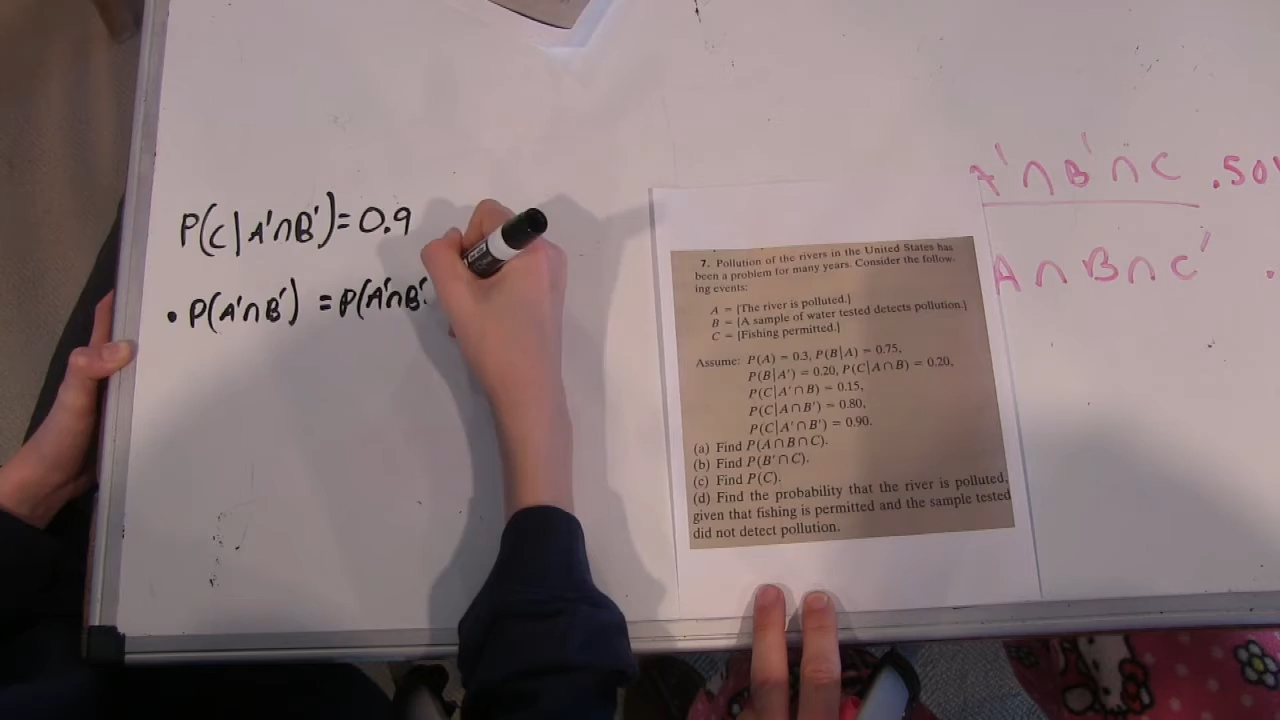 P(C|A'∩B')=0.9
• P(A'∩B') = P(A'∩B'
7. Pollution of the rivers in the United States has
been a problem for many years. Consider the follow-
ing events:
A = {The river is polluted.}
B = {A sample of water tested detects pollution.}
C = {Fishing permitted.}
Assume: P(A) = 0.3, P(B|A) = 0.75,
P(B|A') = 0.20, P(C|A∩B) = 0.20,
P(C|A'∩B) = 0.15,
P(C|A∩B') = 0.80,
P(C|A'∩B') = 0.90.
(a) Find P(A∩B∩C).
(b) Find P(B'∩C).
(c) Find P(C).
(d) Find the probability that the river is polluted,
given that fishing is permitted and the sample tested
did not detect pollution.
A'∩B'∩C .504
A∩B∩C'